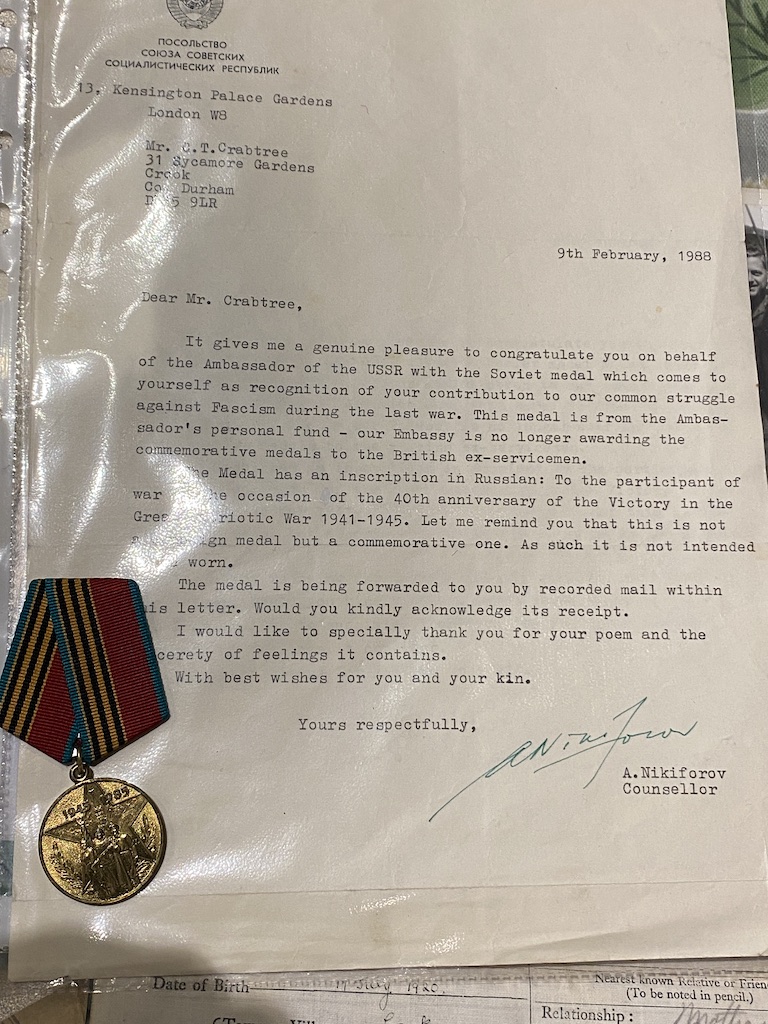 ПОСОЛЬСТВО
СОЮЗА СОВЕТСКИХ
СОЦИАЛИСТИЧЕСКИХ РЕСПУБЛИК
13, Kensington Palace Gardens
London W8
Mr. C.T.Crabtree
31 Sycamore Gardens
Crook
Co. Durham
9LR
9th February, 1988
Dear Mr. Crabtree,
It gives me a genuine pleasure to congratulate you on behalf
of the Ambassador of the USSR with the Soviet medal which comes to
yourself as recognition of your contribution to our common struggle
against Fascism during the last war. This medal is from the Ambas-
sador's personal fund - our Embassy is no longer awarding the
commemorative medals to the British ex-servicemen.
The Medal has an inscription in Russian: To the participant of
war the occasion of the 40th anniversary of the Victory in the
Great riotic War 1941-1945. Let me remind you that this is not
a gn medal but a commemorative one. As such it is not intended
worn.
The medal is being forwarded to you by recorded mail within
is letter. Would you kindly acknowledge its receipt.
I would like to specially thank you for your poem and the
cerety of feelings it contains.
With best wishes for you and your kin.
Yours respectfully,
A Nikiforov
A.Nikiforov
Counsellor
1945 1985
Date of Birth
Nearest known Relative or Frien
(To be noted in pencil.)
Relationship :